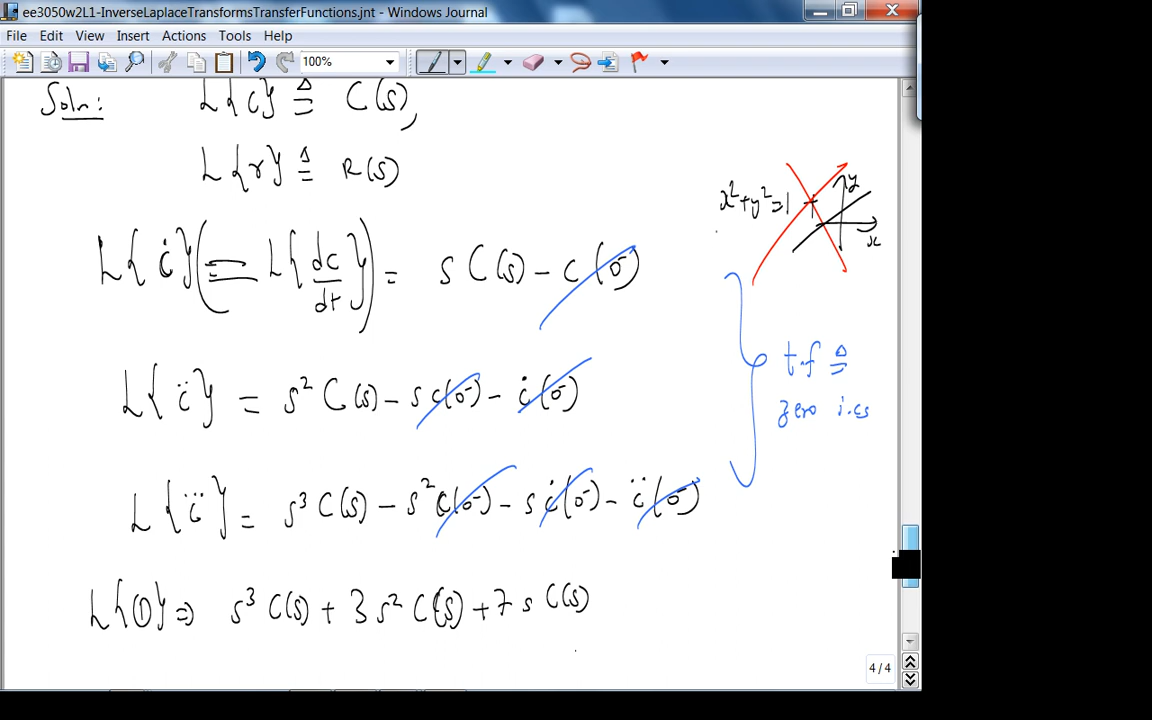 ee3050w2L1-InverseLaplaceTransformsTransferFunctions.jnt - Windows Journal
File Edit View Insert Actions Tools Help
100%
Soln: L{c} ≜ C(s),
L{r} ≜ R(s)
x²+y²=1 y x
L{ċ} (= L{dc/dt}) = s C(s) - c(0⁻)
t.f ≜
zero i.cs
L{c̈} = s² C(s) - s c(0⁻) - ċ(0⁻)
L{c⃛} = s³ C(s) - s² c(0⁻) - s ċ(0⁻) - c̈(0⁻)
L{①} ⇒ s³ C(s) + 3 s² C(s) + 7 s C(s)
4/4